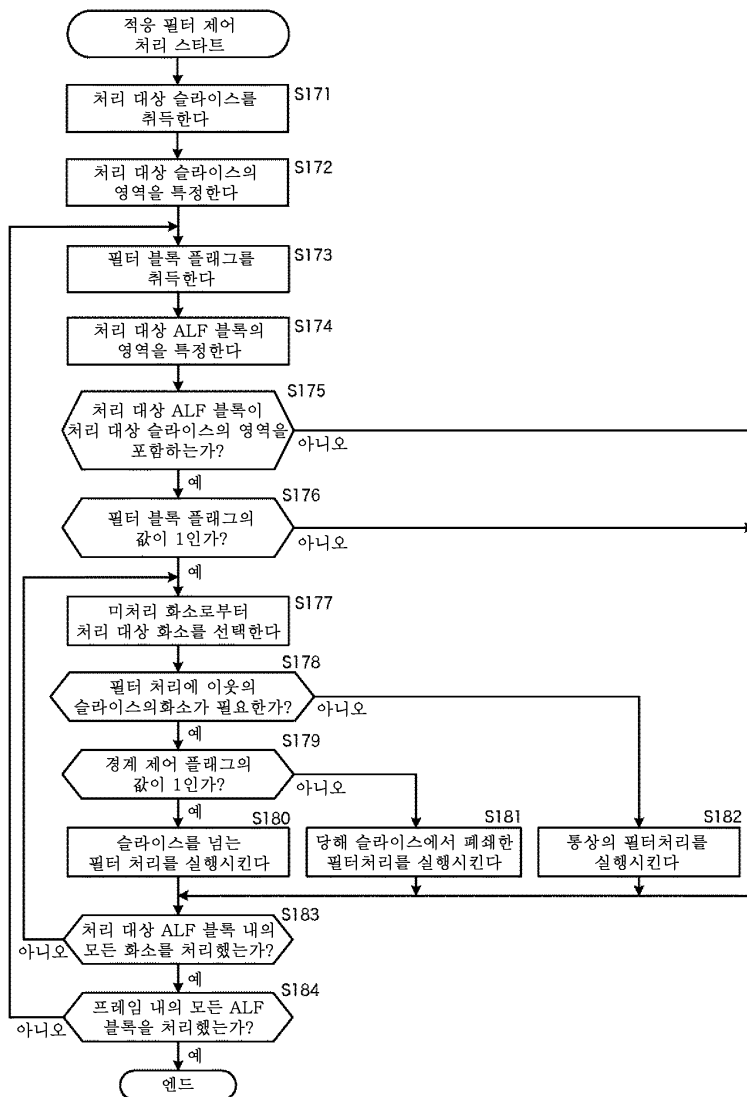 적응 필터 제어
처리 스타트
S171
처리 대상 슬라이스를
취득한다
S172
처리 대상 슬라이스의
영역을 특정한다
S173
필터 블록 플래그를
취득한다
S174
처리 대상 ALF 블록의
영역을 특정한다
S175
처리 대상 ALF 블록이
처리 대상 슬라이스의 영역을
포함하는가?
아니오
예
S176
필터 블록 플래그의
값이 1인가?
아니오
예
S177
미처리 화소로부터
처리 대상 화소를 선택한다
S178
필터 처리에 이웃의
슬라이스의화소가 필요한가?
아니오
예
S179
경계 제어 플래그의
값이 1인가?
아니오
예
S180
슬라이스를 넘는
필터 처리를 실행시킨다
S181
당해 슬라이스에서 폐쇄한
필터처리를 실행시킨다
S182
통상의 필터처리를
실행시킨다
S183
처리 대상 ALF 블록 내의
모든 화소를 처리했는가?
아니오
예
S184
프레임 내의 모든 ALF
블록을 처리했는가?
아니오
예
엔드